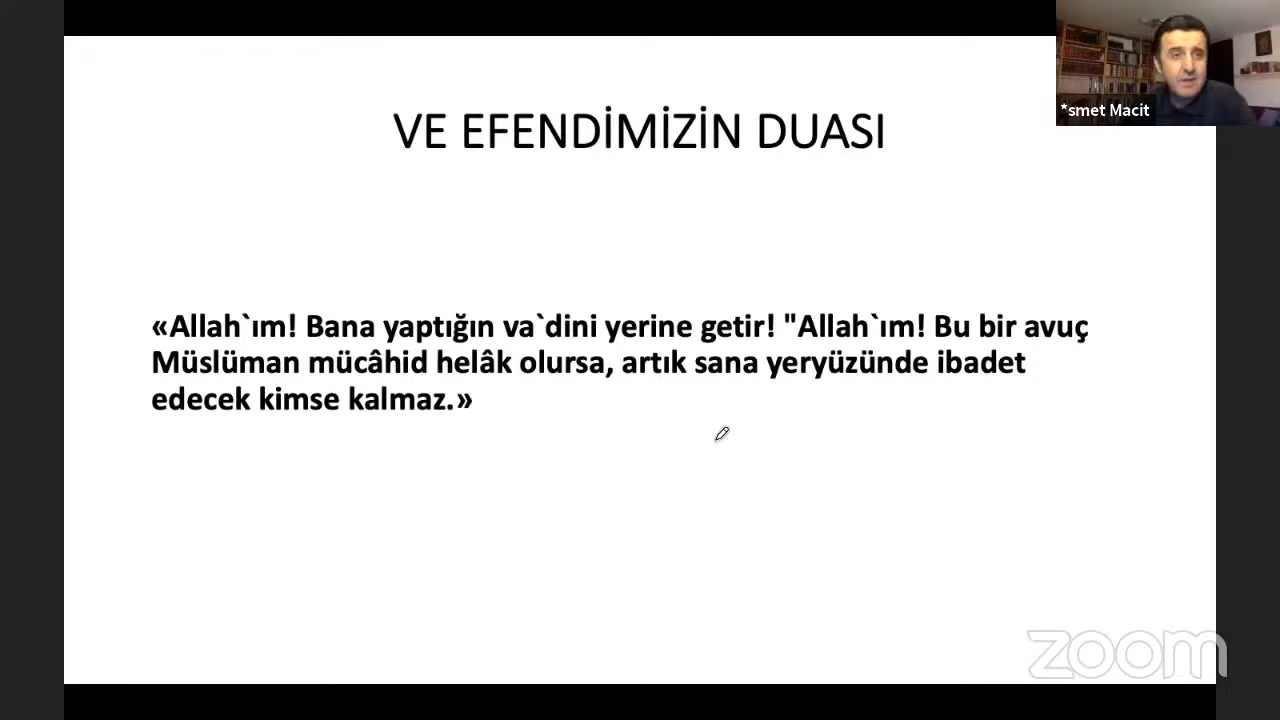 *smet Macit
VE EFENDİMİZİN DUASI
«Allah`ım! Bana yaptığın va`dini yerine getir! "Allah`ım! Bu bir avuç
Müslüman mücâhid helâk olursa, artık sana yeryüzünde ibadet
edecek kimse kalmaz.»
zoom